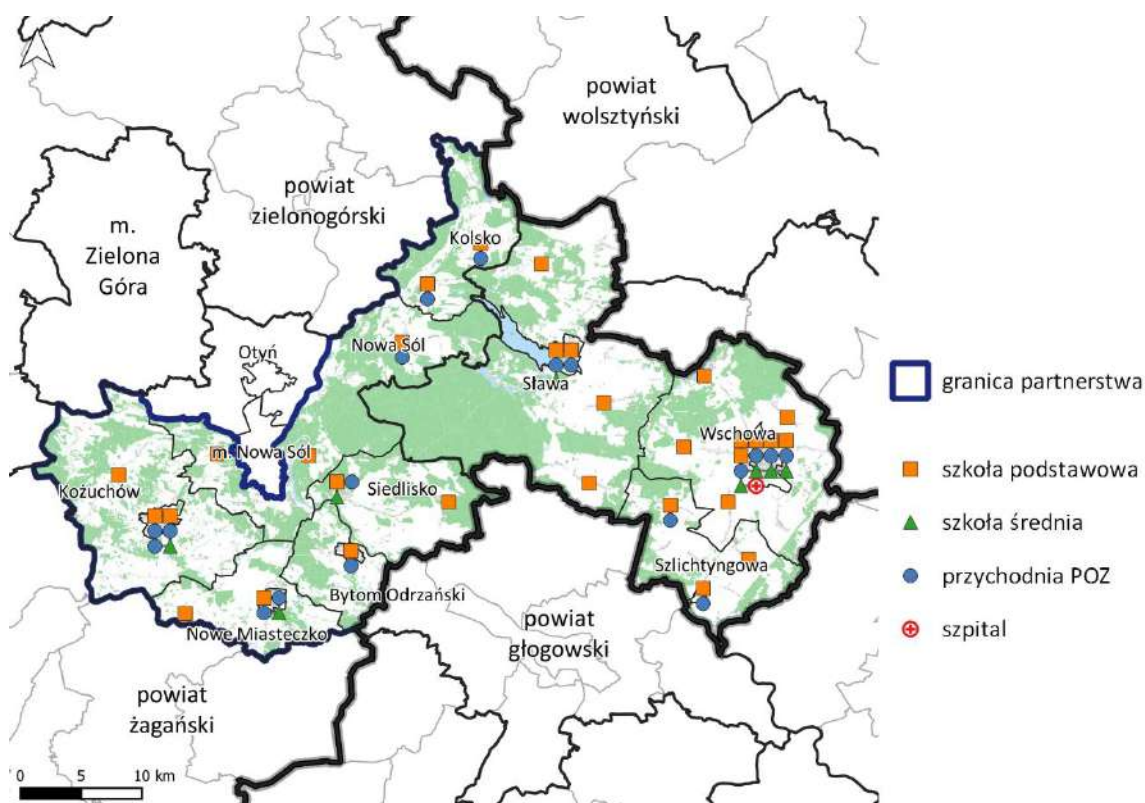 powiat
wolsztyński
powiat
zielonogórski
m.
Zielona
Góra
Kolsko
Otyń
Nowa Sól
Sława
Wschowa
m. Nowa Sól
Kożuchów
Siedlisko
Szlichtyngowa
Bytom Odrzański
Nowe Miasteczko
powiat
głogowski
powiat
żagański
0 5 10 km
granica partnerstwa
szkoła podstawowa
szkoła średnia
przychodnia POZ
szpital